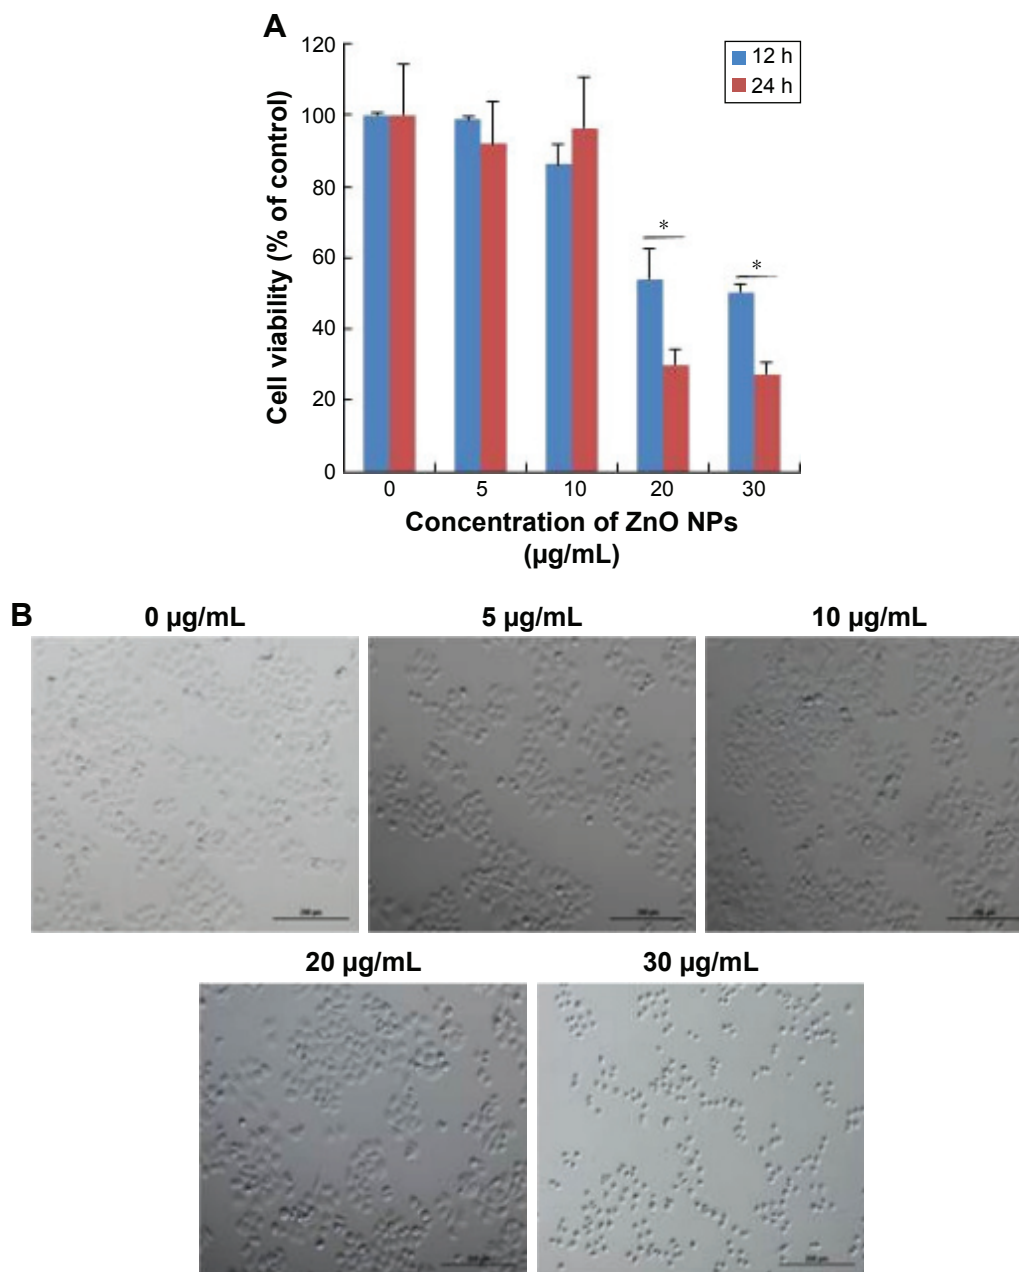 A
120
100
80
60
40
20
0
Cell viability (% of control)
12 h
24 h
*
*
0 5 10 20 30
Concentration of ZnO NPs
(µg/mL)
B
0 µg/mL 5 µg/mL 10 µg/mL
20 µg/mL 30 µg/mL